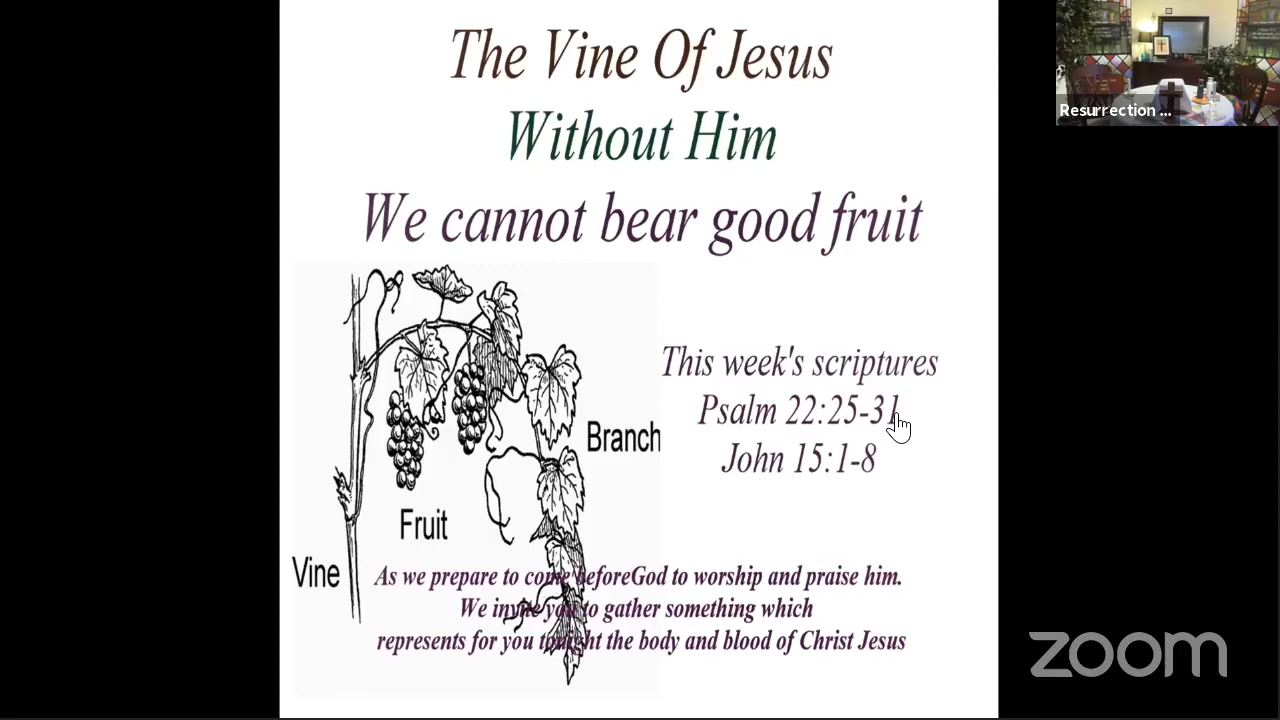 The Vine Of Jesus
Without Him
We cannot bear good fruit
Resurrection ...
This week's scriptures
Psalm 22:25-31
John 15:1-8
Branch
Fruit
Vine
As we prepare to come beforeGod to worship and praise him.
We invite you to gather something which
represents for you tonight the body and blood of Christ Jesus
zoom